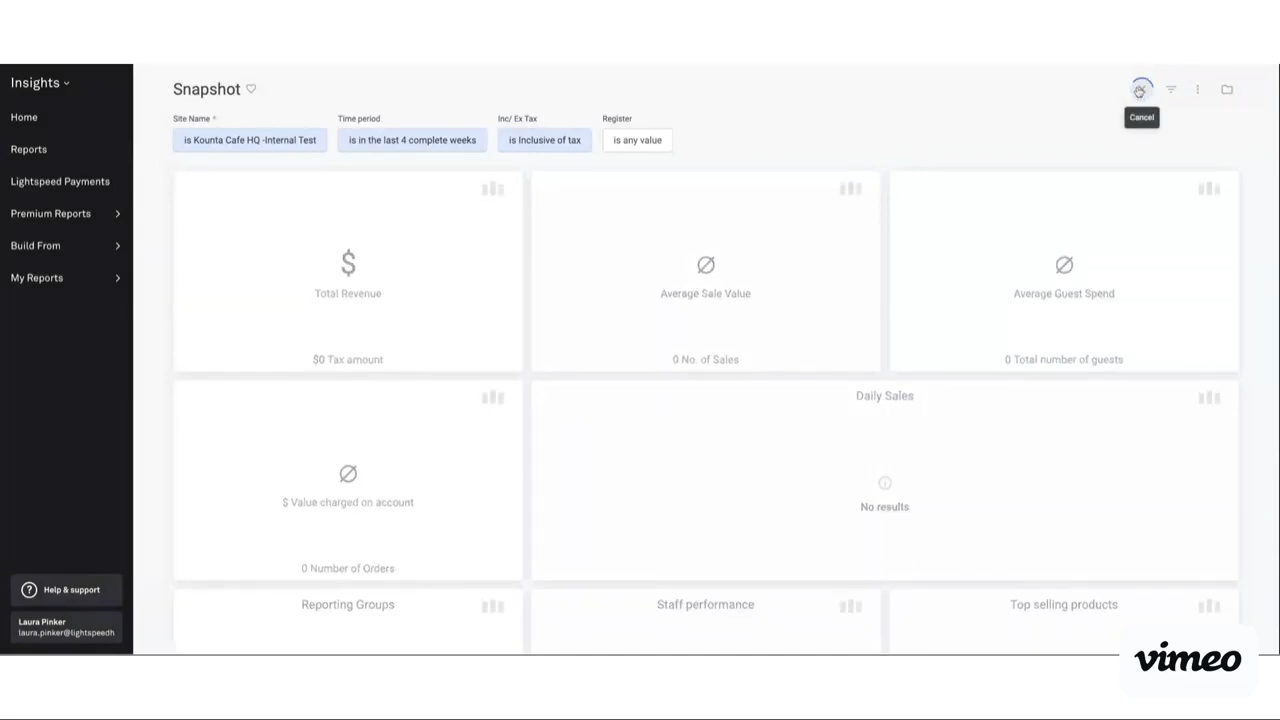 Insights
Home
Reports
Lightspeed Payments
Premium Reports
Build From
My Reports
Help & support
Laura Pinker
laura.pinker@lightspeedh
Snapshot
Cancel
Site Name *
Time period
Inc/ Ex Tax
Register
is Kounta Cafe HQ -Internal Test
is in the last 4 complete weeks
is Inclusive of tax
is any value
$
Total Revenue
$0 Tax amount
Ø
Average Sale Value
0 No. of Sales
Ø
Average Guest Spend
0 Total number of guests
Ø
$ Value charged on account
0 Number of Orders
Daily Sales
No results
Reporting Groups
Staff performance
Top selling products
vimeo